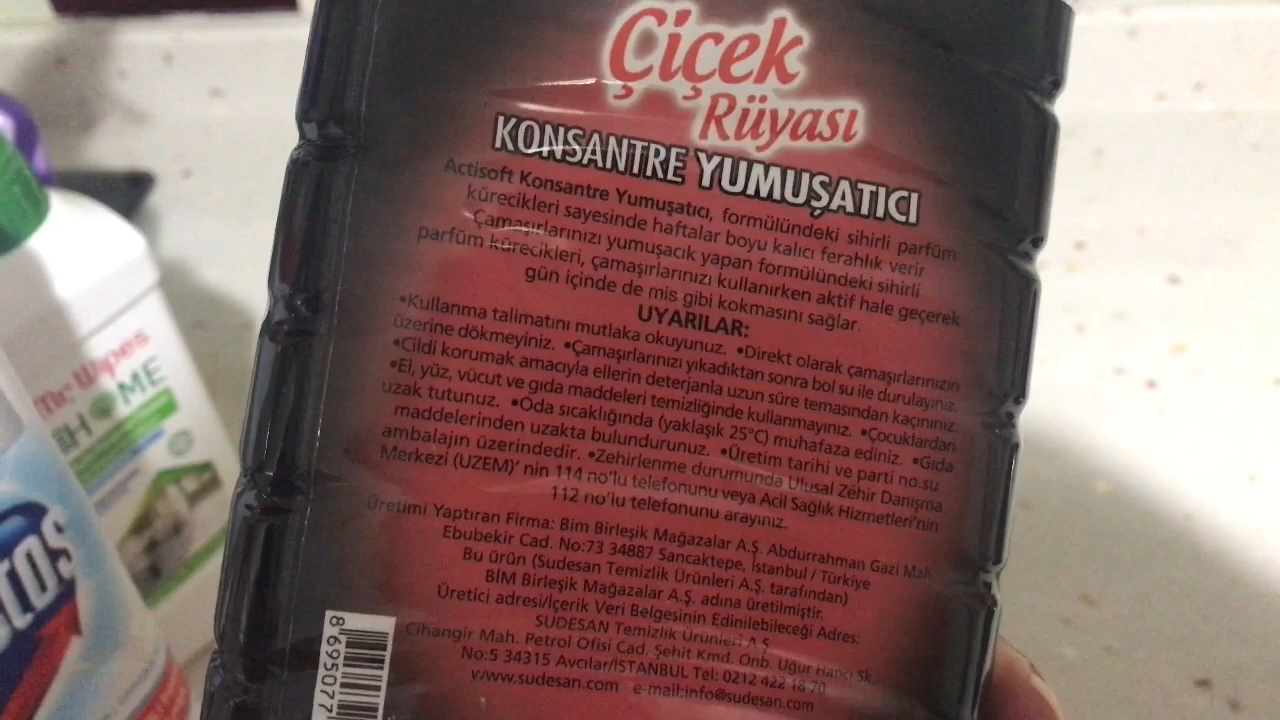 Çiçek
Rüyası
KONSANTRE YUMUŞATICI
Actisoft Konsantre Yumuşatıcı, formülündeki sihirli parfüm
kürecikleri sayesinde haftalar boyu kalıcı ferahlık verir
Çamaşırlarınızı yumuşacık yapan formülündeki sihirli
parfüm kürecikleri, çamaşırlarınızı kullanırken aktif hale geçerek
gün içinde de mis gibi kokmasını sağlar.
UYARILAR:
•Kullanma talimatını mutlaka okuyunuz. •Direkt olarak çamaşırlarınızın
üzerine dökmeyiniz. •Çamaşırlarınızı yıkadıktan sonra bol su ile durulayınız.
•Cildi korumak amacıyla ellerin deterjanla uzun süre temasından kaçınınız.
•El, yüz, vücut ve gıda maddeleri temizliğinde kullanmayınız. •Çocuklardan
uzak tutunuz. •Oda sıcaklığında (yaklaşık 25°C) muhafaza ediniz. •Gıda
maddelerinden uzakta bulundurunuz. •Üretim tarihi ve parti no.su
ambalajın üzerindedir. •Zehirlenme durumunda Ulusal Zehir Danışma
Merkezi (UZEM)' nin 114 no'lu telefonunu veya Acil Sağlık Hizmetleri'nin
112 no'lu telefonunu arayınız.
Üretimi Yaptıran Firma: Bim Birleşik Mağazalar A.Ş. Abdurrahman Gazi Mah.
Ebubekir Cad. No:73 34887 Sancaktepe, İstanbul / Türkiye
Bu ürün (Sudesan Temizlik Ürünleri A.Ş. tarafından)
BİM Birleşik Mağazalar A.Ş. adına üretilmiştir.
Üretici adresi/İçerik Veri Belgesinin Edinilebileceği Adres:
SUDESAN Temizlik Ürünleri A.Ş.
Cihangir Mah. Petrol Ofisi Cad. Şehit Kmd. Onb. Uğur Hancı Sk.
No:5 34315 Avcılar/İSTANBUL Tel: 0212 422 18 70
www.sudesan.com e-mail:info@sudesan.com
869507
Mr. Wipes
HOME